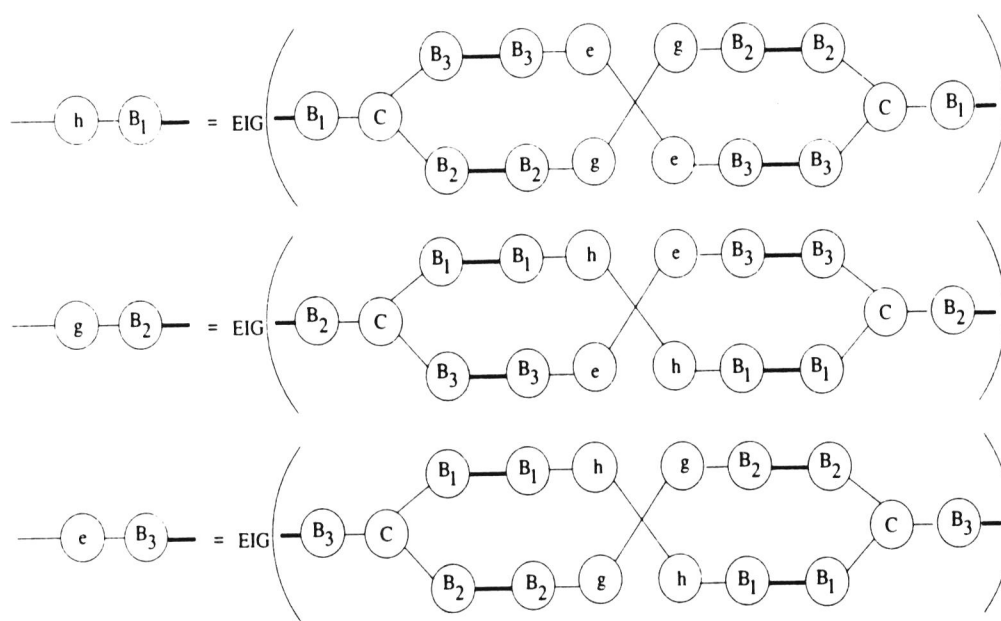 B₃ B₃ e g B₂ B₂
h B₁ = EIG B₁ C C B₁
B₂ B₂ g e B₃ B₃
B₁ B₁ h e B₃ B₃
g B₂ = EIG B₂ C C B₂
B₃ B₃ e h B₁ B₁
B₁ B₁ h g B₂ B₂
e B₃ = EIG B₃ C C B₃
B₂ B₂ g h B₁ B₁